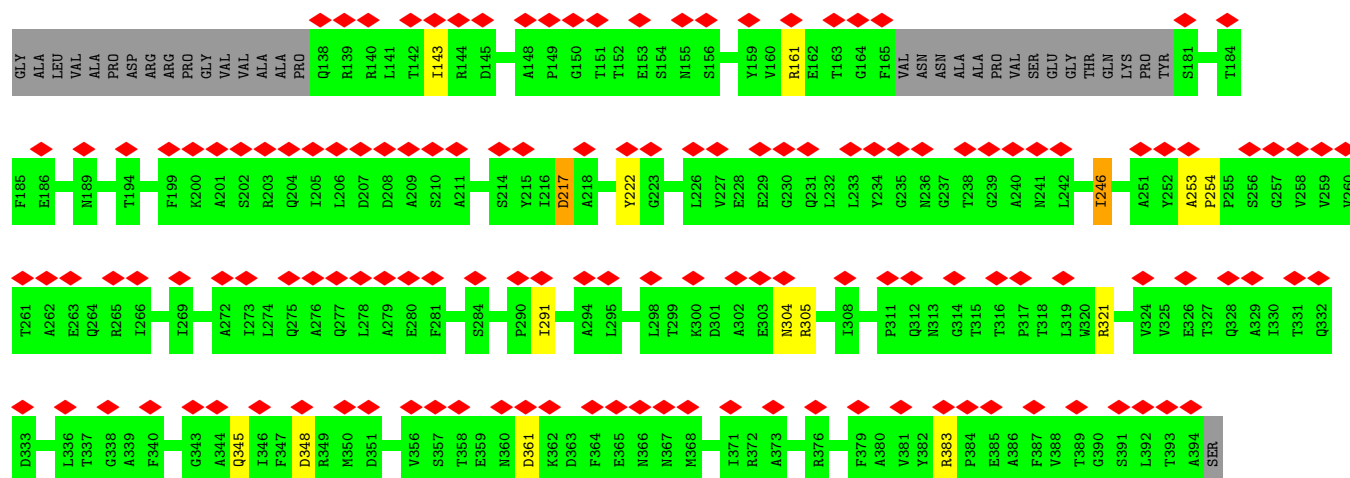 GLY ALA LEU VAL ALA PRO ASP ARG ARG PRO GLY VAL VAL ALA ALA PRO Q138 R139 R140 L141 T142 I143 R144 D145 A148 P149 G150 T151 T152 E153 S154 N155 S156 Y159 V160 R161 E162 T163 G164 F165 VAL ASN ASN ALA ALA PRO VAL SER GLU GLY THR GLN LYS PRO TYR S181 T184
F185 E186 N189 T194 F199 K200 A201 S202 R203 Q204 I205 L206 D207 D208 A209 S210 A211 S214 Y215 I216 D217 A218 Y222 G223 L226 V227 E228 E229 G230 Q231 L232 L233 Y234 G235 N236 G237 T238 G239 A240 N241 L242 I246 A251 Y252 A253 P254 P255 S256 G257 V258 V259 V260
T261 A262 E263 Q264 R265 I266 I269 A272 I273 L274 Q275 A276 Q277 L278 A279 E280 F281 S284 P290 I291 A294 L295 L298 T299 K300 D301 A302 E303 N304 R305 I308 P311 Q312 N313 G314 T315 T316 P317 T318 L319 W320 R321 V324 V325 E326 T327 Q328 A329 I330 T331 Q332
D333 L336 T337 G338 A339 F340 G343 A344 Q345 I346 F347 D348 R349 M350 D351 V356 S357 T358 E359 N360 D361 K362 D363 F364 E365 N366 N367 M368 I371 R372 A373 R376 F379 A380 V381 Y382 R383 P384 E385 A386 F387 V388 T389 G390 S391 L392 T393 A394 SER